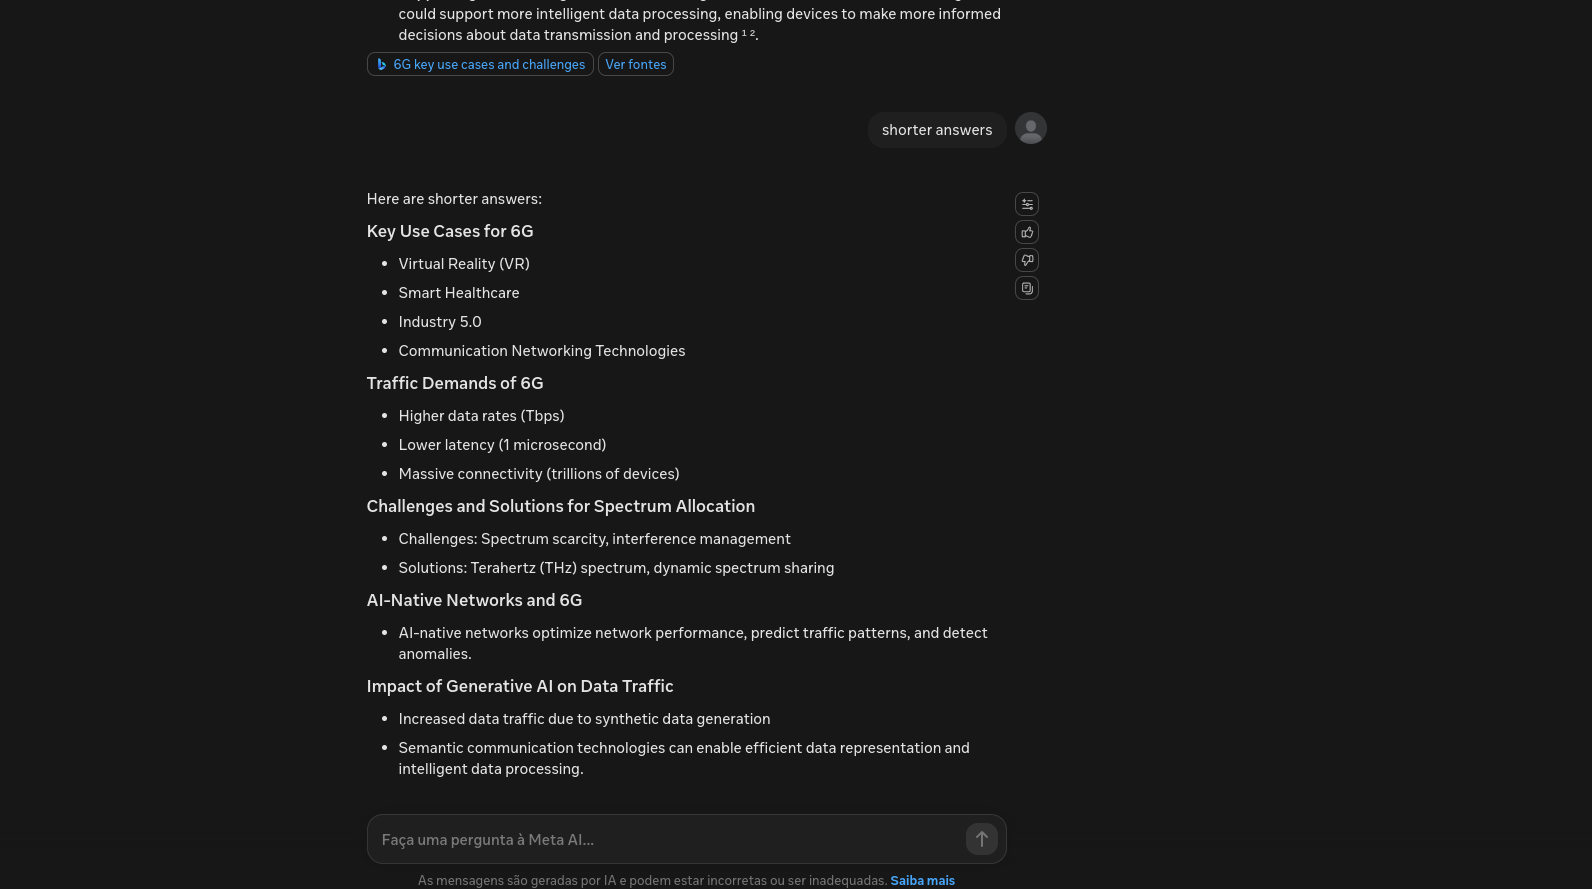 could support more intelligent data processing, enabling devices to make more informed
decisions about data transmission and processing ¹ ².
6G key use cases and challenges
Ver fontes
shorter answers
Here are shorter answers:
Key Use Cases for 6G
• Virtual Reality (VR)
• Smart Healthcare
• Industry 5.0
• Communication Networking Technologies
Traffic Demands of 6G
• Higher data rates (Tbps)
• Lower latency (1 microsecond)
• Massive connectivity (trillions of devices)
Challenges and Solutions for Spectrum Allocation
• Challenges: Spectrum scarcity, interference management
• Solutions: Terahertz (THz) spectrum, dynamic spectrum sharing
AI-Native Networks and 6G
• AI-native networks optimize network performance, predict traffic patterns, and detect
anomalies.
Impact of Generative AI on Data Traffic
• Increased data traffic due to synthetic data generation
• Semantic communication technologies can enable efficient data representation and
intelligent data processing.
Faça uma pergunta à Meta AI...
As mensagens são geradas por IA e podem estar incorretas ou ser inadequadas. Saiba mais